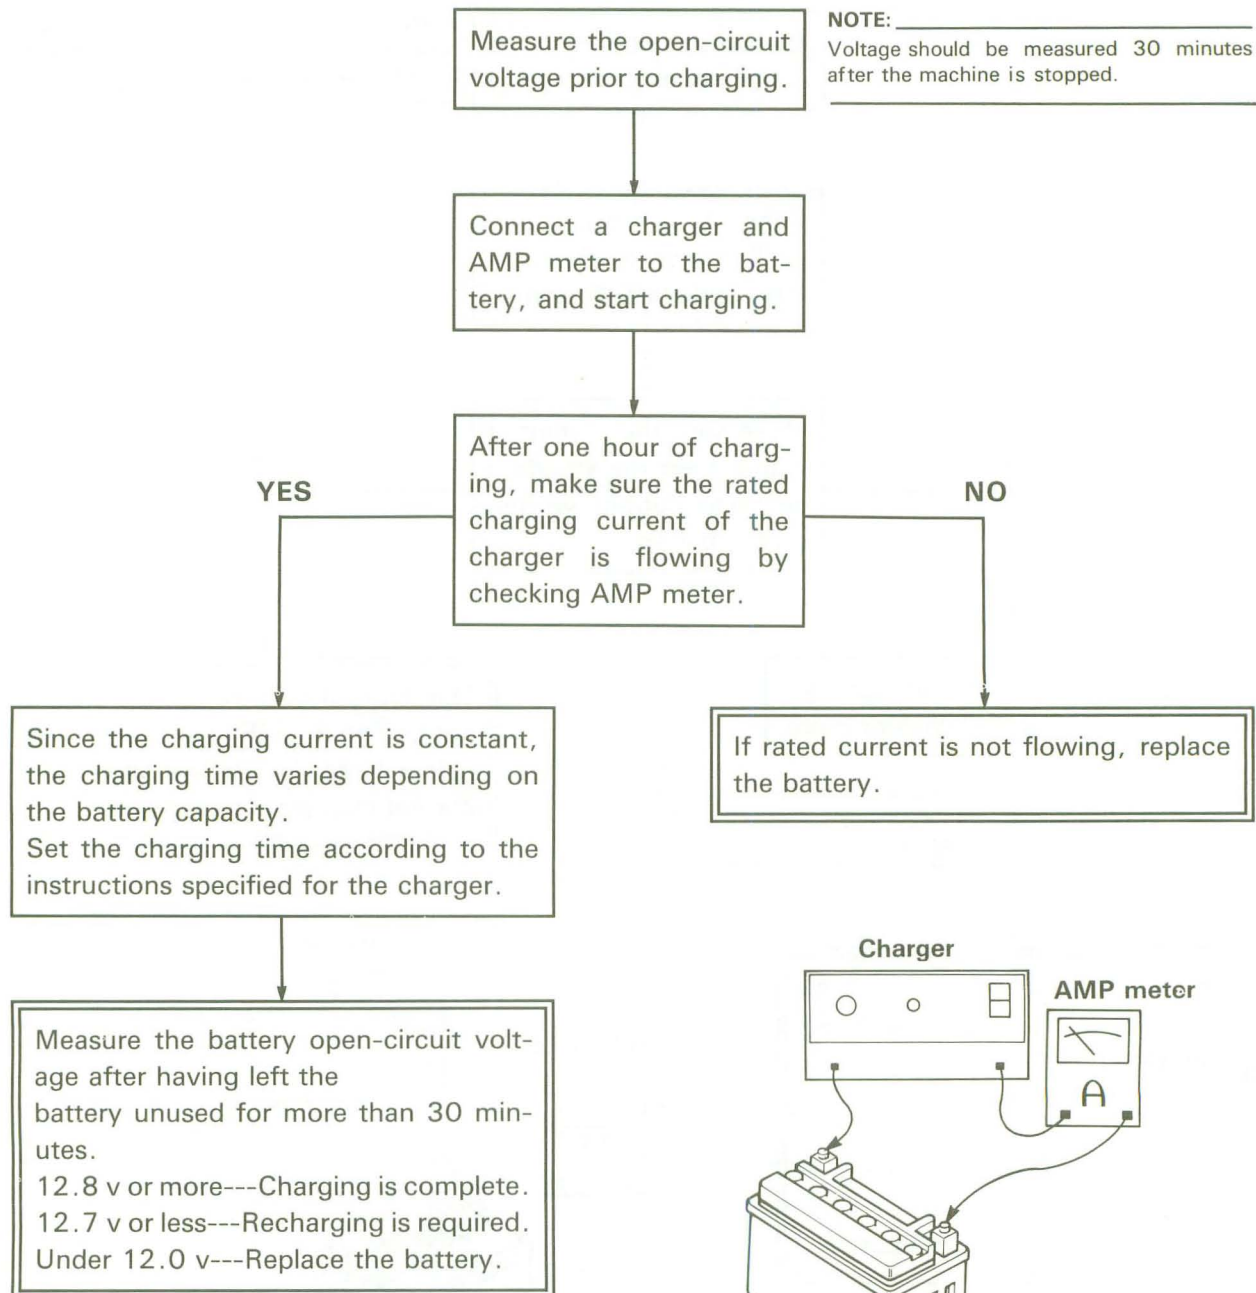 Measure the open-circuit
voltage prior to charging.
NOTE:
Voltage should be measured 30 minutes
after the machine is stopped.
Connect a charger and
AMP meter to the bat-
tery, and start charging.
After one hour of charg-
ing, make sure the rated
charging current of the
charger is flowing by
checking AMP meter.
YES
NO
Since the charging current is constant,
the charging time varies depending on
the battery capacity.
Set the charging time according to the
instructions specified for the charger.
If rated current is not flowing, replace
the battery.
Measure the battery open-circuit volt-
age after having left the
battery unused for more than 30 min-
utes.
12.8 v or more---Charging is complete.
12.7 v or less---Recharging is required.
Under 12.0 v---Replace the battery.
Charger
AMP meter
A